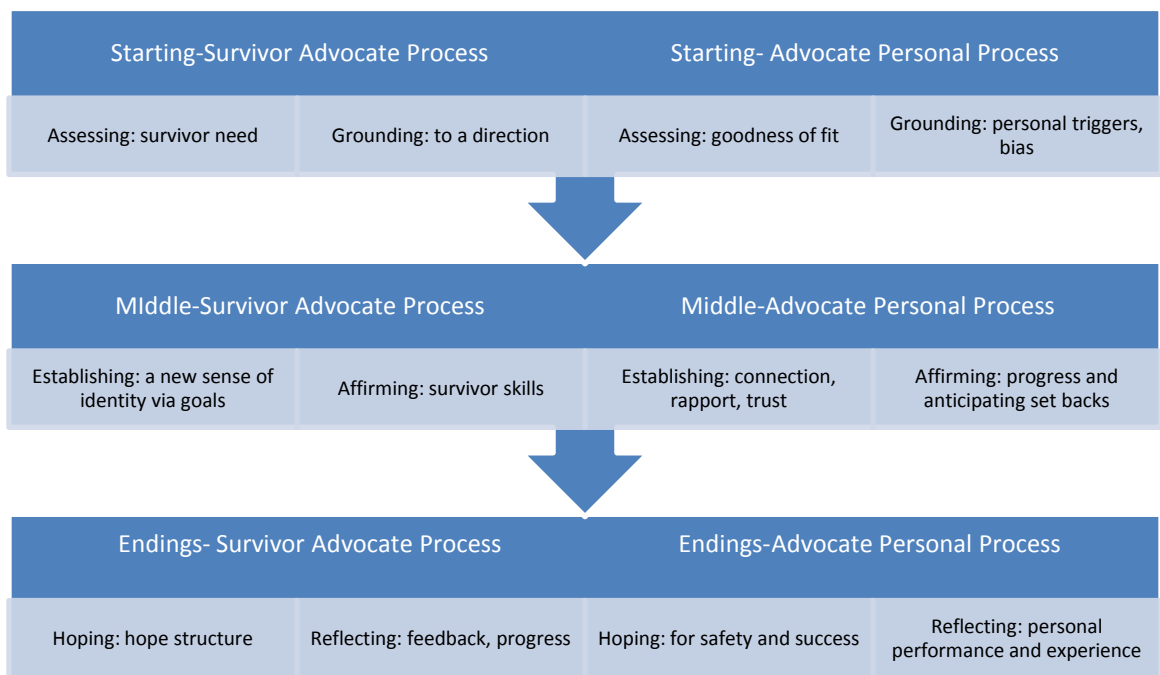 Starting-Survivor Advocate Process
Starting- Advocate Personal Process
Assessing: survivor need
Grounding: to a direction
Assessing: goodness of fit
Grounding: personal triggers,
bias
MIddle-Survivor Advocate Process
Middle-Advocate Personal Process
Establishing: a new sense of
identity via goals
Affirming: survivor skills
Establishing: connection,
rapport, trust
Affirming: progress and
anticipating set backs
Endings- Survivor Advocate Process
Endings-Advocate Personal Process
Hoping: hope structure
Reflecting: feedback, progress
Hoping: for safety and success
Reflecting: personal
performance and experience